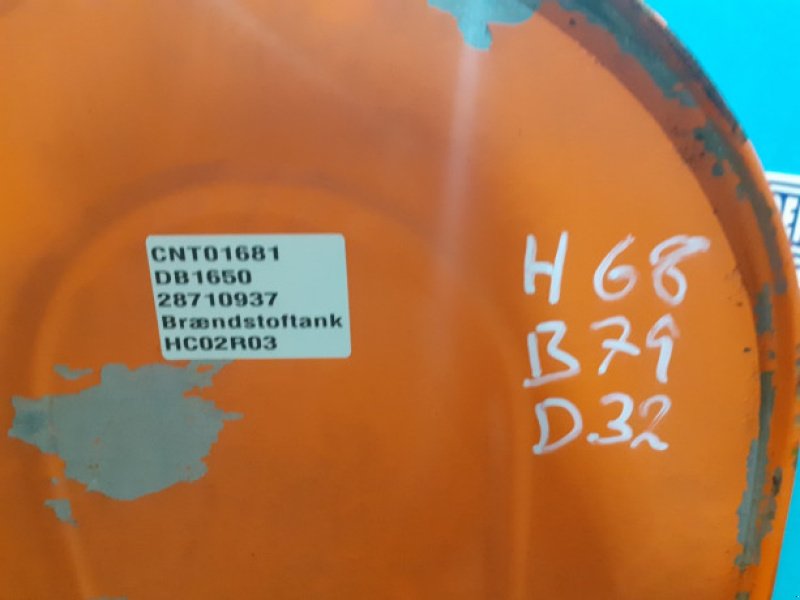 CNT01681
DB1650
28710937
Brændstoftank
HC02R03
H 68
B 79
D.32